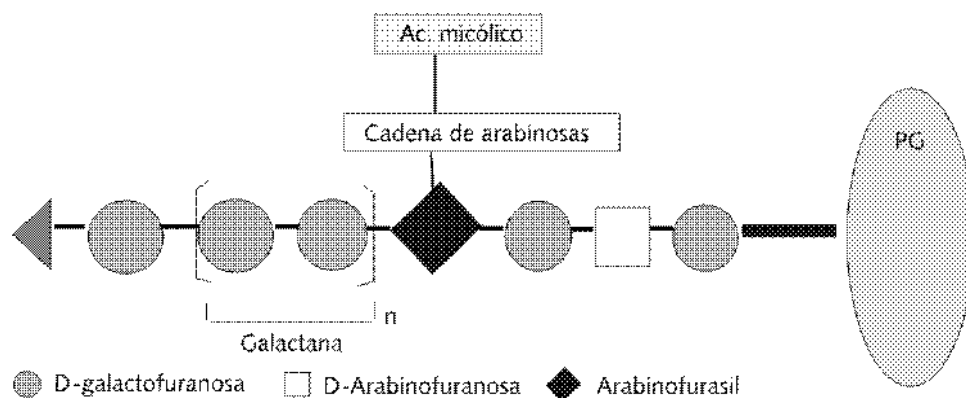 Ac. micólico
Cadena de arabinosas
PG
n
Galactana
D-galactofuranosa
D-Arabinofuranosa
Arabinofurasil